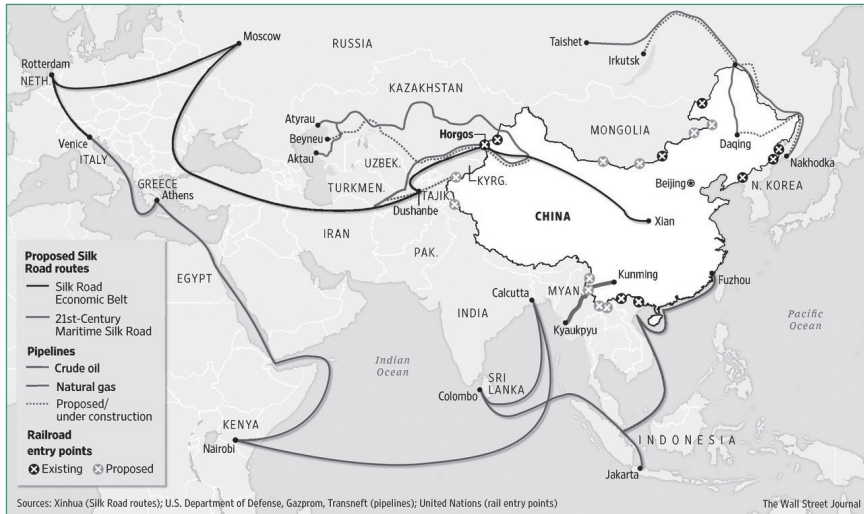 Moscow
RUSSIA
Taishet
Irkutsk
Rotterdam
NETH.
KAZAKHSTAN
Atyrau
Beyneu
Aktau
Horgos
MONGOLIA
Daqing
Nakhodka
Venice
ITALY
UZBEK.
TURKMEN.
KYRG.
TAJIK.
Dushanbe
Beijing
N. KOREA
GREECE
Athens
CHINA
Xian
IRAN
PAK.
EGYPT
Kunming
Fuzhou
Calcutta
MYAN.
INDIA
Kyaukpyu
Pacific
Ocean
Indian
Ocean
SRI
LANKA
Colombo
KENYA
Nairobi
INDONESIA
Jakarta
Proposed Silk
Road routes
Silk Road
Economic Belt
21st-Century
Maritime Silk Road
Pipelines
Crude oil
Natural gas
Proposed/
under construction
Railroad
entry points
Existing Proposed
Sources: Xinhua (Silk Road routes); U.S. Department of Defense, Gazprom, Transneft (pipelines); United Nations (rail entry points)
The Wall Street Journal